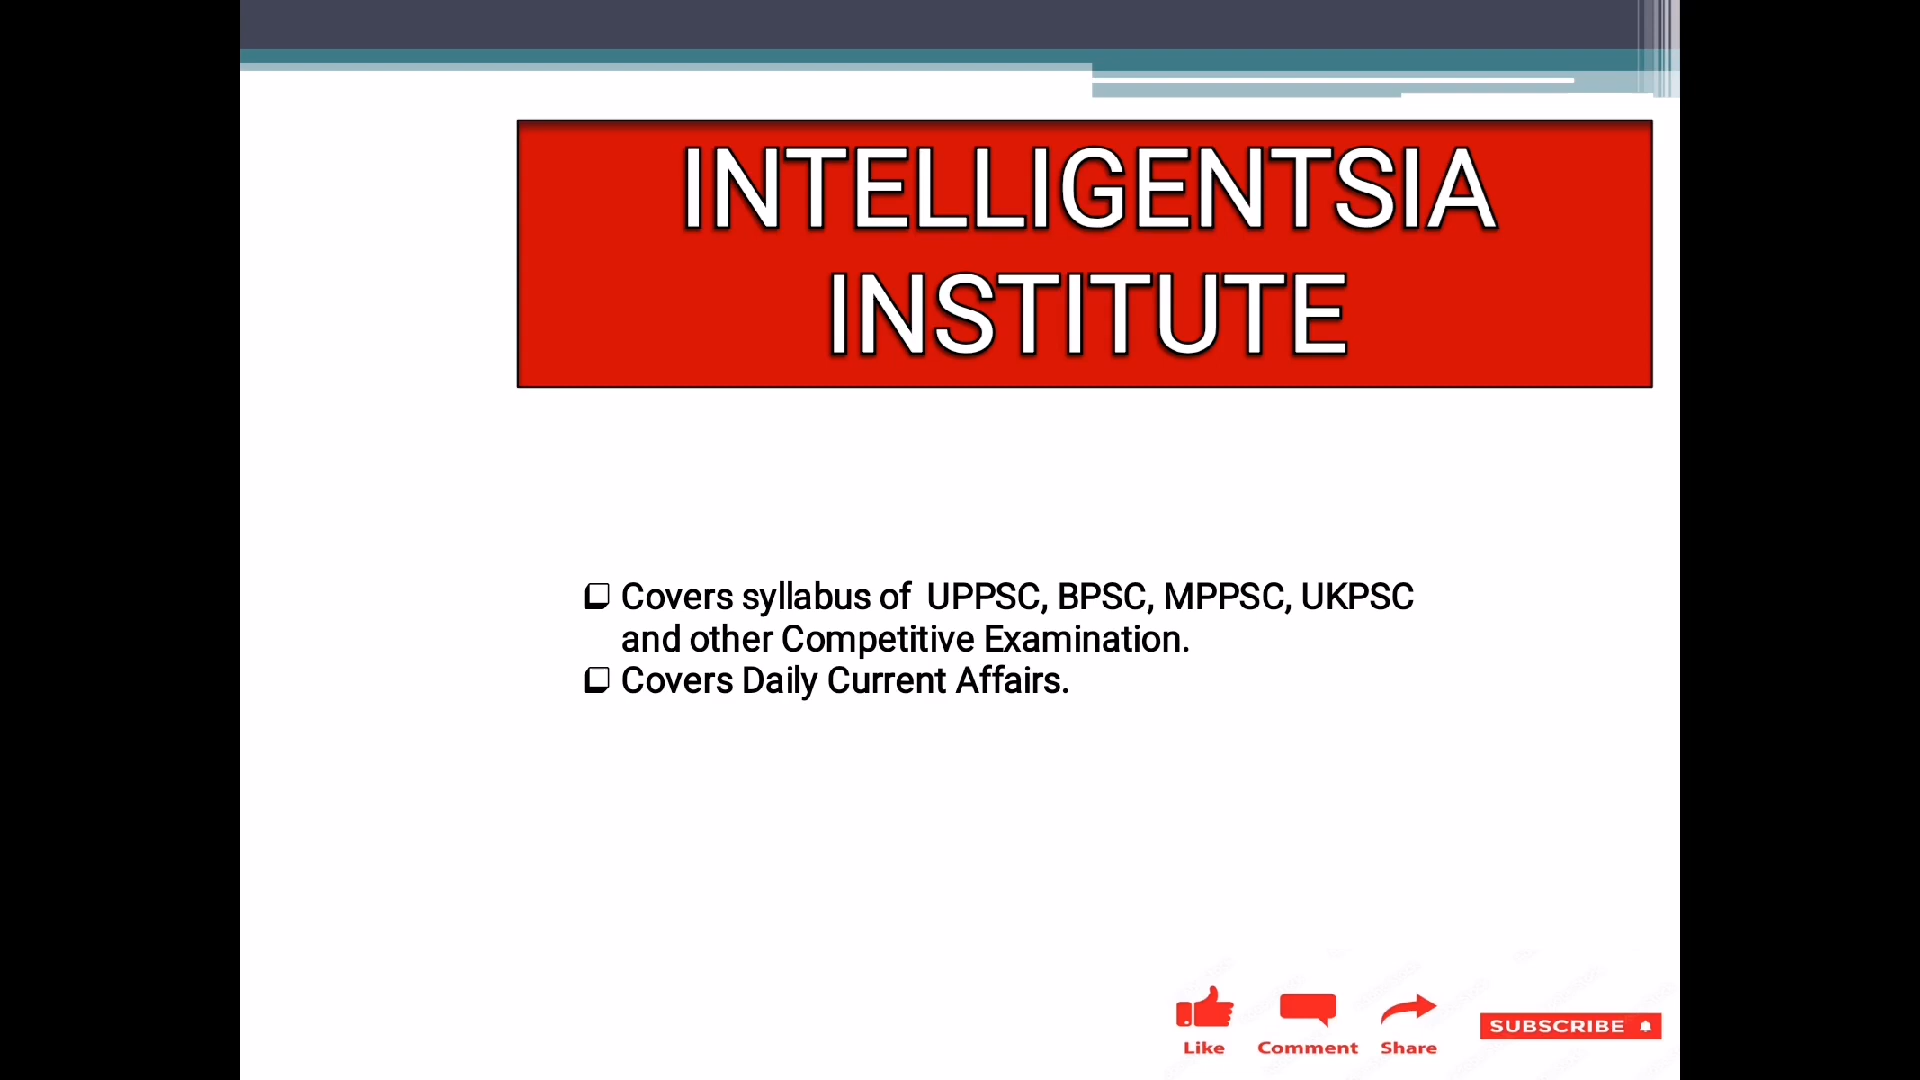 INTELLIGENTSIA
INSTITUTE
Covers syllabus of UPPSC, BPSC, MPPSC, UKPSC
and other Competitive Examination.
Covers Daily Current Affairs.
Like Comment Share SUBSCRIBE